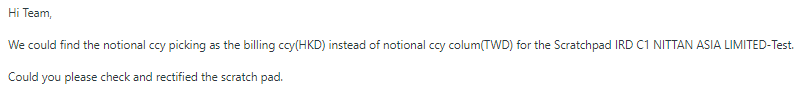 Hi Team,
We could find the notional ccy picking as the billing ccy(HKD) instead of notional ccy colum(TWD) for the Scratchpad IRD C1 NITTAN ASIA LIMITED-Test.
Could you please check and rectified the scratch pad.